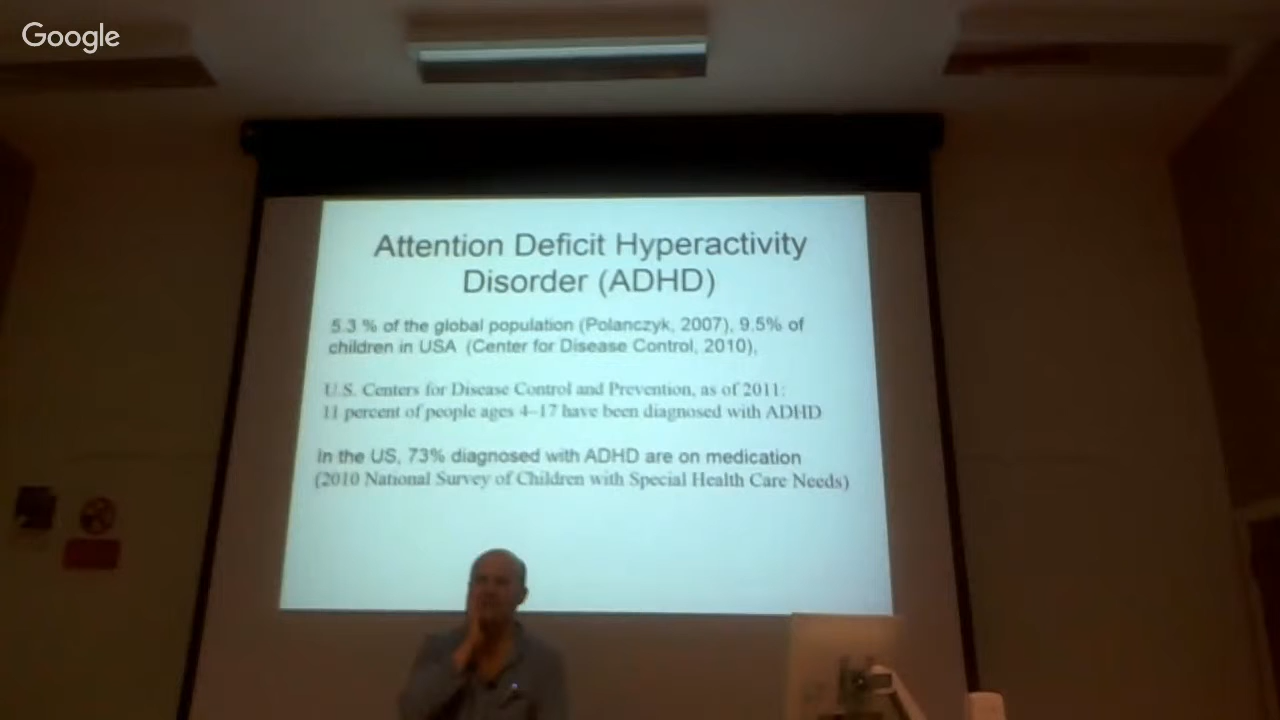 Google
Attention Deficit Hyperactivity
Disorder (ADHD)
5.3 % of the global population (Polanczyk, 2007), 9.5% of
children in USA (Center for Disease Control, 2010),
U.S. Centers for Disease Control and Prevention, as of 2011:
11 percent of people ages 4–17 have been diagnosed with ADHD
In the US, 73% diagnosed with ADHD are on medication
(2010 National Survey of Children with Special Health Care Needs)